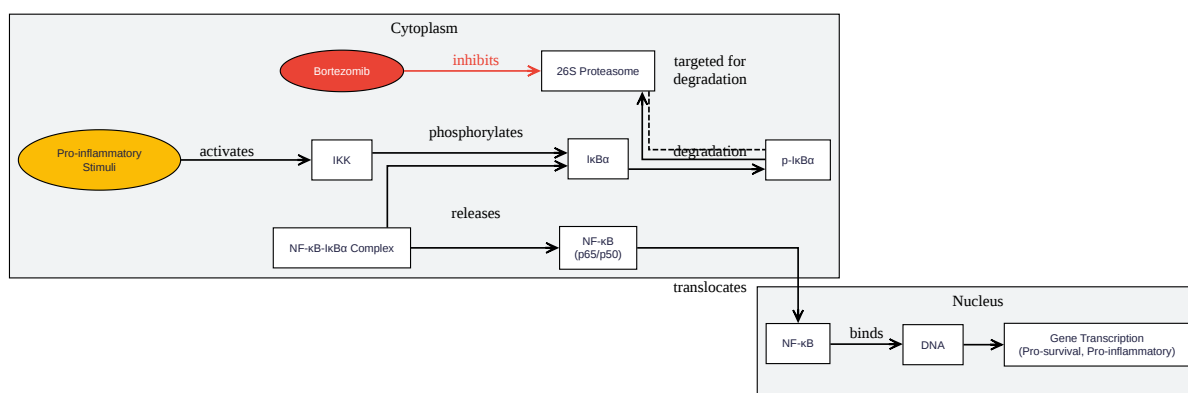 Cytoplasm
Bortezomib
inhibits
26S Proteasome
targeted for
degradation
Pro-inflammatory
Stimuli
activates
IKK
phosphorylates
IκBα
degradation
p-IκBα
releases
NF-κB-IκBα Complex
NF-κB
(p65/p50)
translocates
Nucleus
NF-κB
binds
DNA
Gene Transcription
(Pro-survival, Pro-inflammatory)